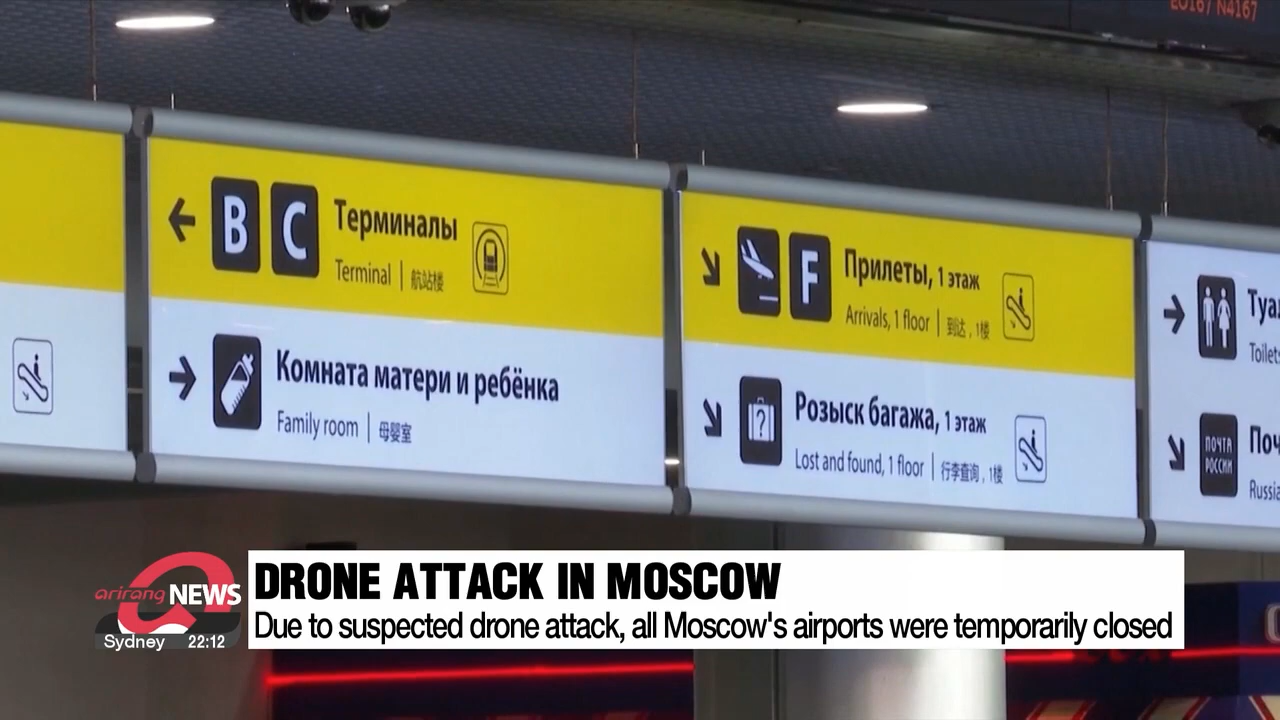 EO167 N4167
B C Терминалы
Terminal | 航站楼
Комната матери и ребёнка
Family room | 母婴室
F Прилеты, 1 этаж
Arrivals, 1 floor | 到达，1楼
Розыск багажа, 1 этаж
Lost and found, 1 floor | 行李查询，1楼
?
ПОЧТА
РОССИИ
arirang NEWS
Sydney 22:12
DRONE ATTACK IN MOSCOW
Due to suspected drone attack, all Moscow's airports were temporarily closed